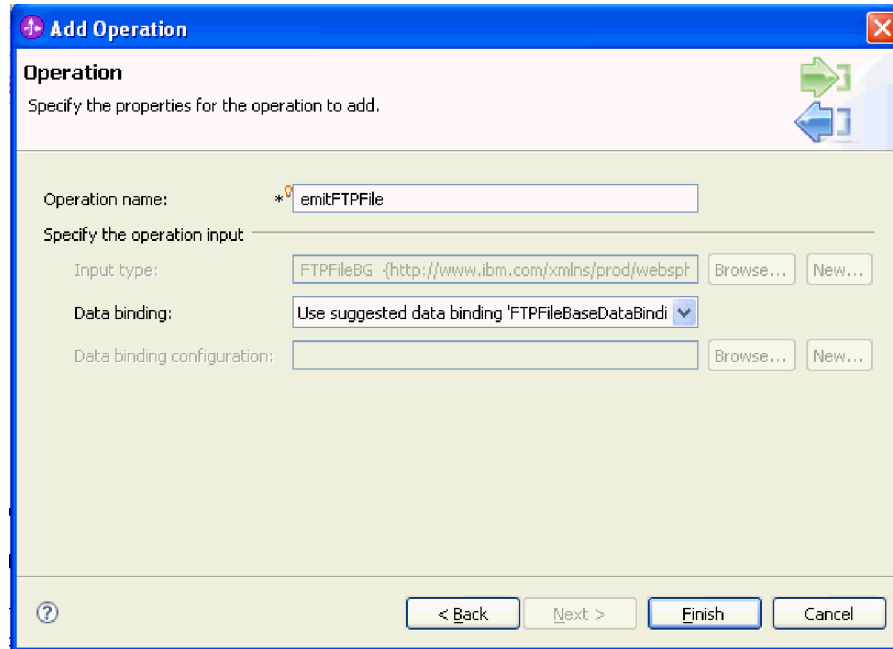 Add Operation
Operation
Specify the properties for the operation to add.
Operation name: * emitFTPFile
Specify the operation input
Input type: FTPFileBG {http://www.ibm.com/xmlns/prod/websph Browse... New...
Data binding: Use suggested data binding 'FTPFileBaseDataBindi
Data binding configuration: Browse... New...
? < Back Next > Finish Cancel